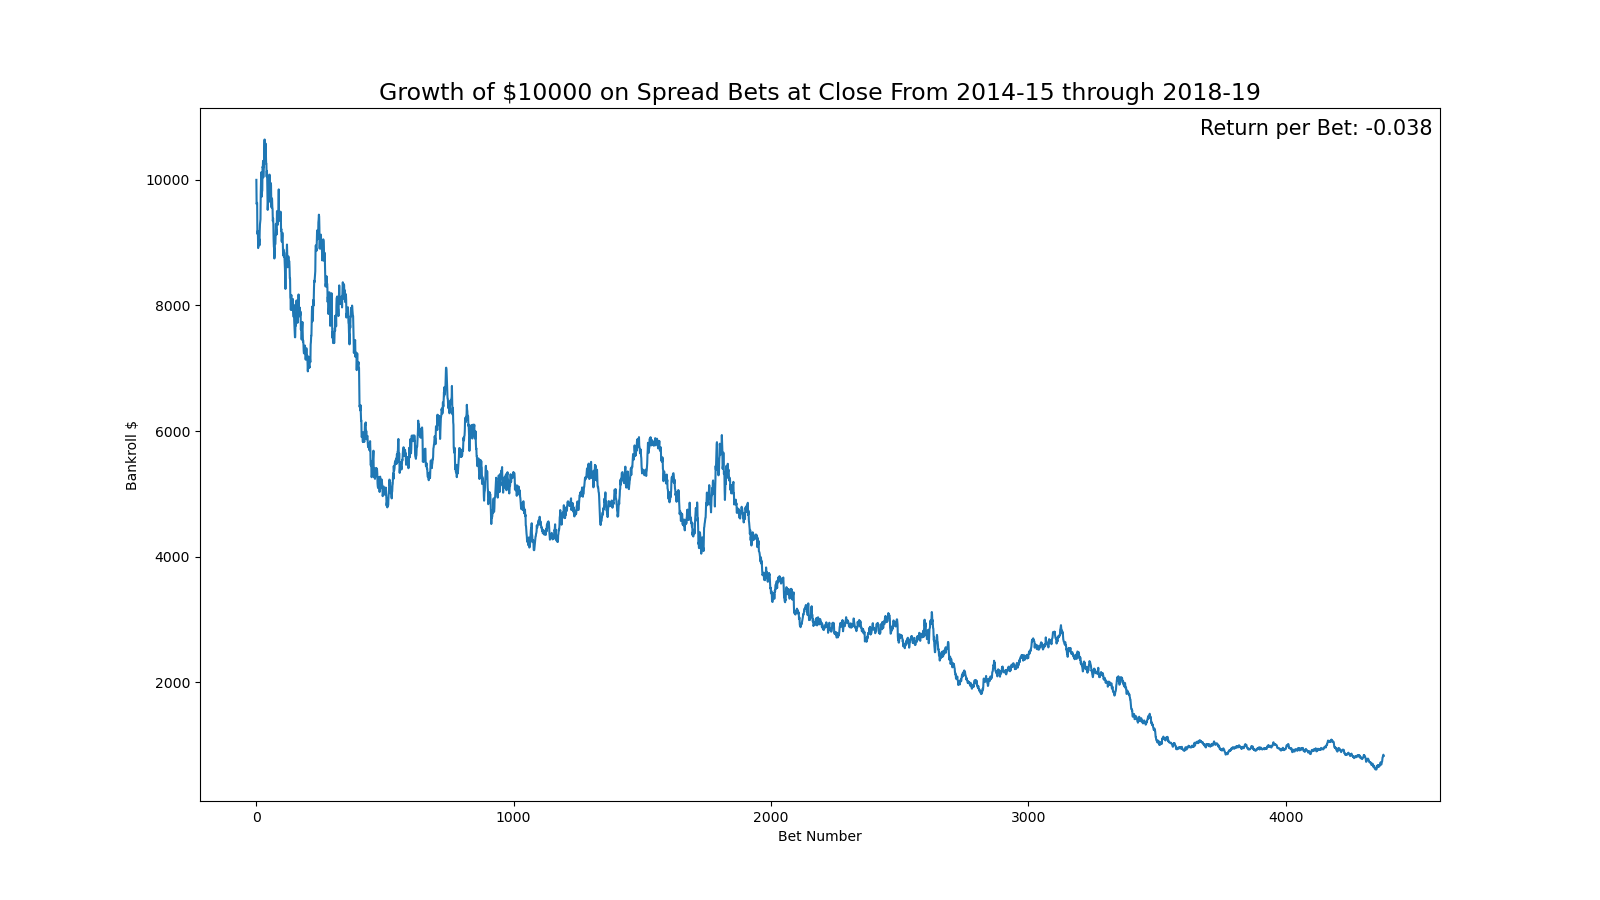 Growth of $10000 on Spread Bets at Close From 2014-15 through 2018-19
Return per Bet: -0.038
10000
8000
6000
4000
2000
Bankroll $
0 1000 2000 3000 4000
Bet Number